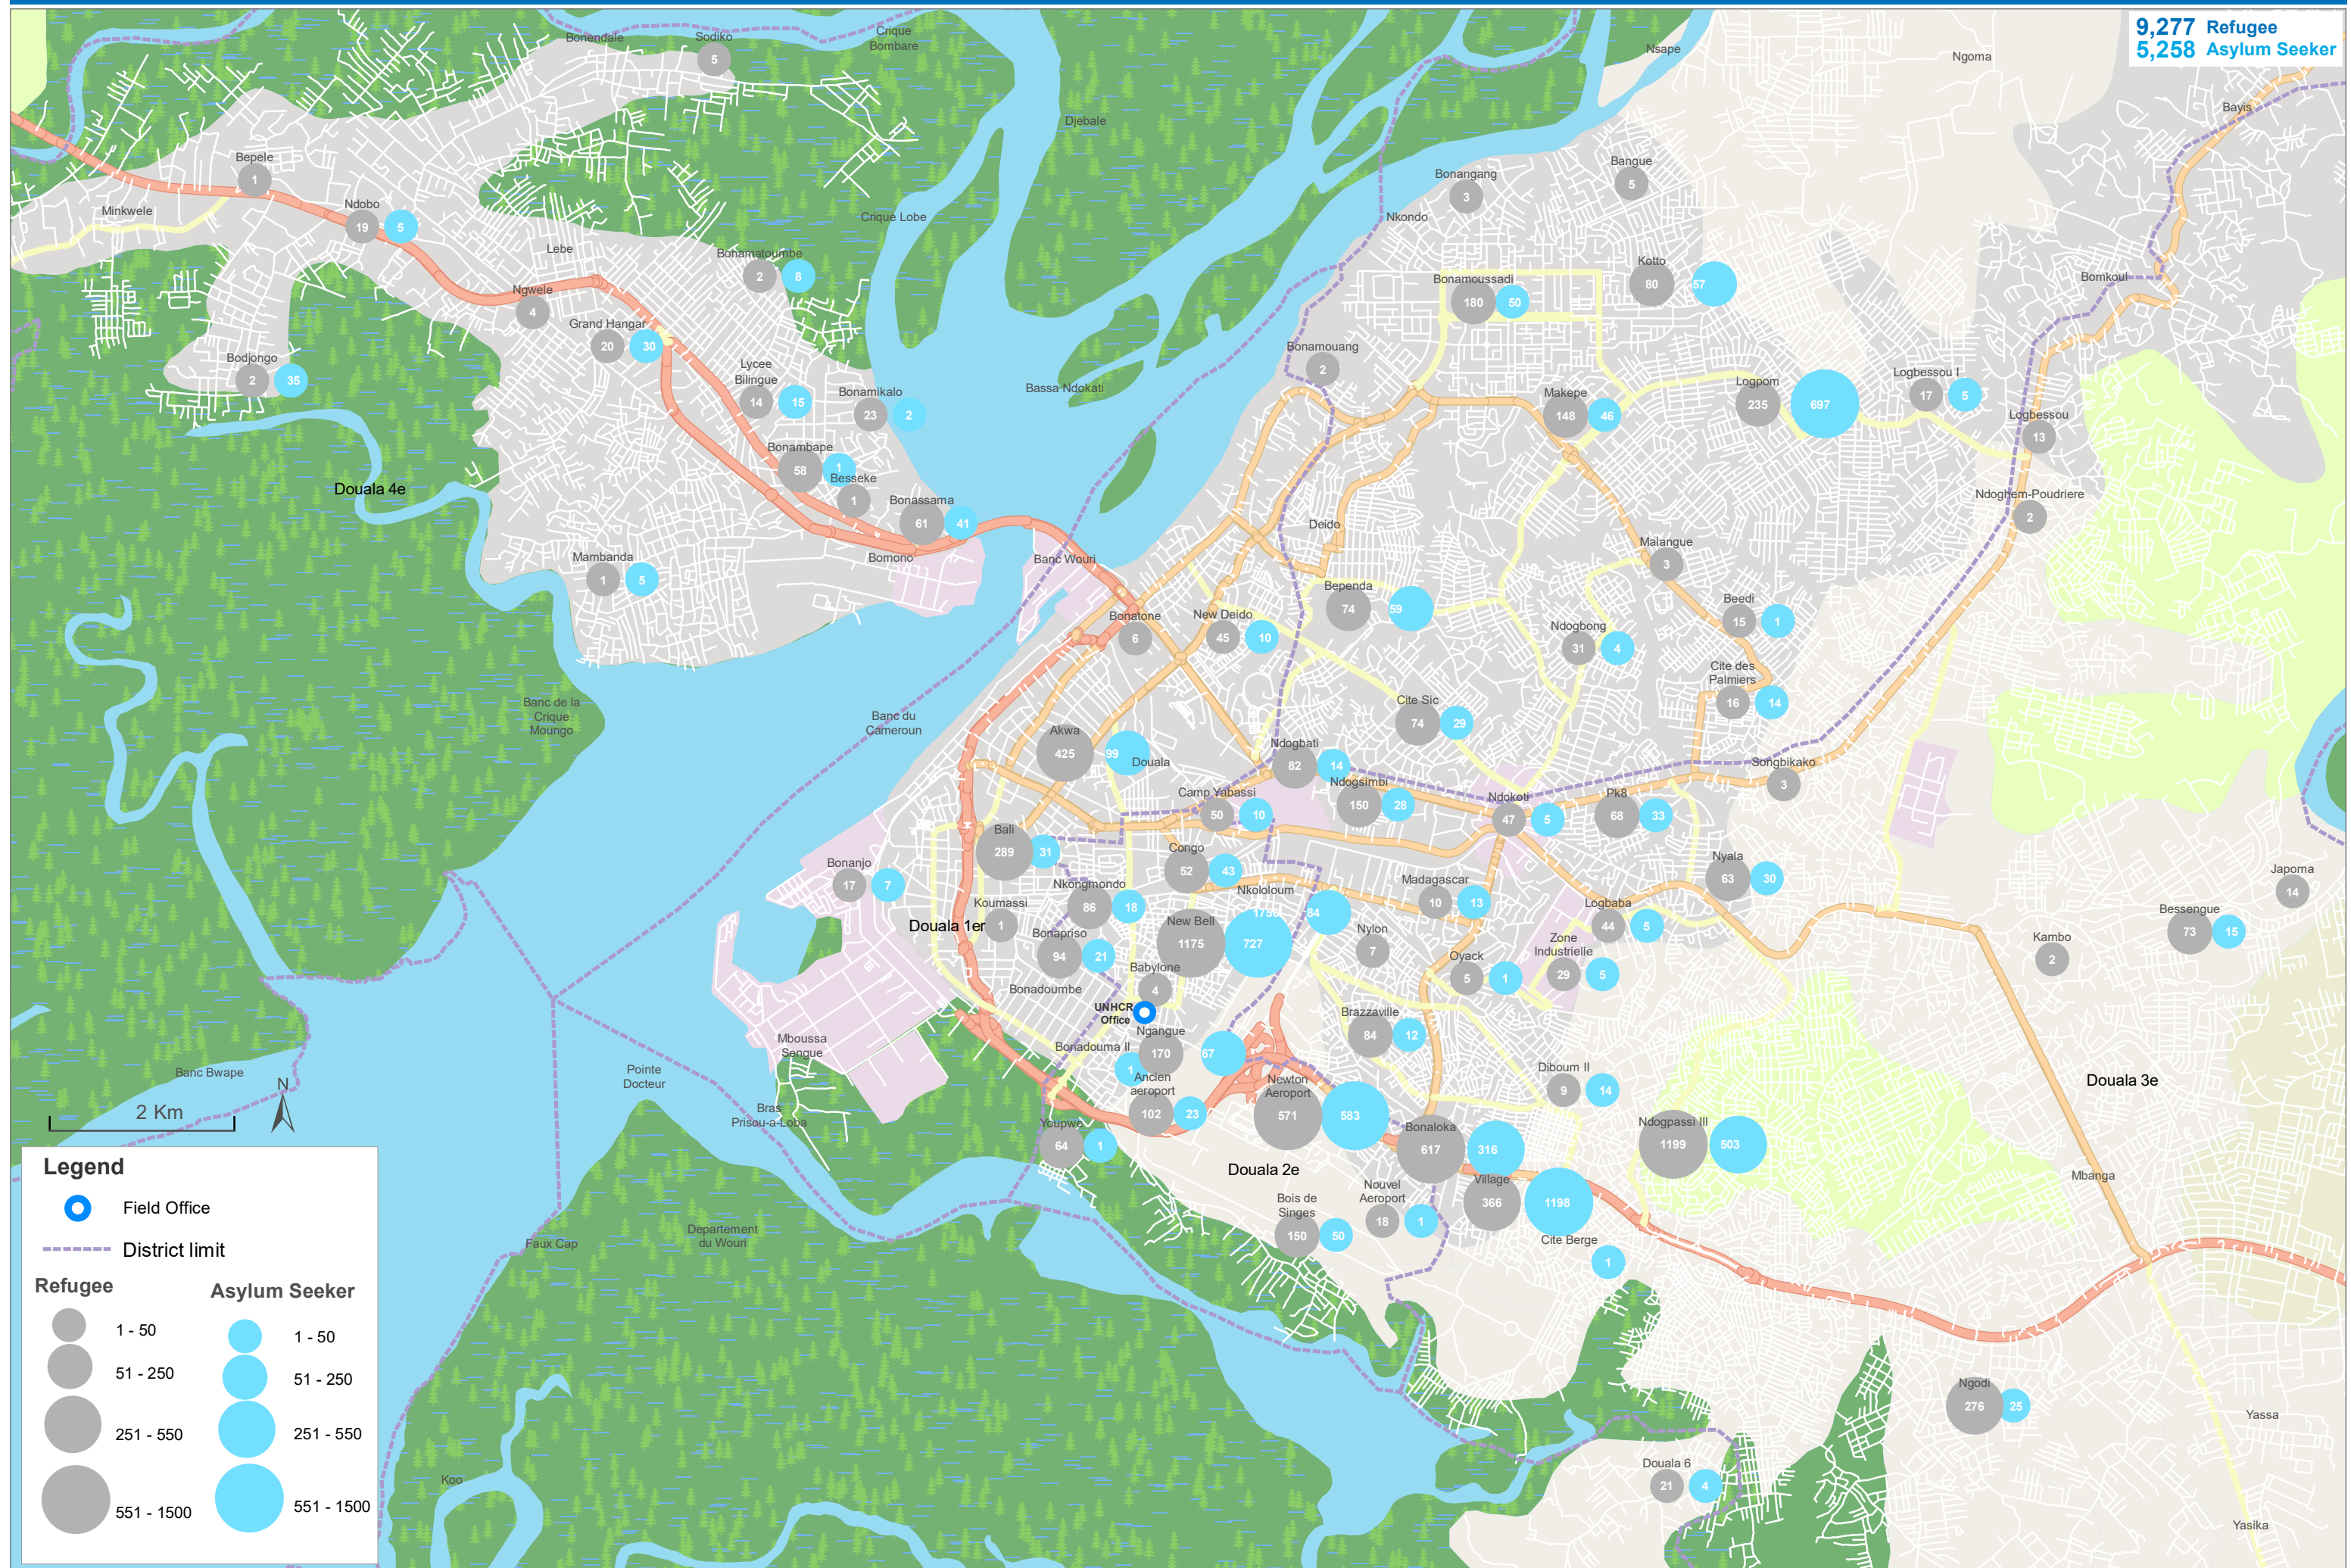 9,277 Refugee
5,258 Asylum Seeker
Bonendale
Sodiko
5
Crique
Bombare
Nsape
Ngoma
Bayis
Djebale
Bepele
1
Minkwele
Ndobo
19 5
Lebe
Crique Lobe
Bonangang
3
Bangue
5
Nkondo
Bonamatoumbe
2 8
Ngwele
4
Grand Hangar
20 30
Bonamoussadi
180 50
Kotto
80 57
Bomkoul
Bodjongo
2 35
Lycee
Bilingue
14 15
Bonamikalo
23 2
Bassa Ndokati
Bonamouang
2
Makepe
148 46
Logpom
235 697
Logbessou I
17 5
Logbessou
13
Bonambape
58 1
Besseke
1
Bonassama
61 41
Douala 4e
Ndoghem-Poudriere
2
Deido
Malangue
3
Mambanda
1 5
Bomono
Banc Wouri
Bonatone
6
New Deido
45 10
Bependa
74 59
Ndogbong
31 4
Beedi
15 1
Cite des
Palmiers
16 14
Banc de la
Crique
Moungo
Banc du
Cameroun
Cite Sic
74 29
Akwa
425 99
Douala
Ndogbati
82 14
Ndogsimbi
150 28
Songbikako
3
Camp Yabassi
50 10
Ndokoti
47 5
Pk8
68 33
Bali
289 31
Bonanjo
17 7
Congo
52 43
Nkololoum
1756 84
Nyala
63 30
Nkongmondo
86 18
Koumassi
1
Madagascar
10 13
Logbaba
44 5
Japoma
14
Bessengue
73 15
Douala 1er
New Bell
1175 727
Bonapriso
94 21
Nylon
7
Zone
Industrielle
29 5
Kambo
2
Oyack
5 1
Babylone
4
Bonadoumbe
UNHCR
Office
Ngangue
170 67
Brazzaville
84 12
Mboussa
Sengue
Bonadouma II
1
Banc Bwape
Pointe
Docteur
Ancien
aeroport
102 23
Newton
Aeroport
571 583
Diboum II
9 14
Douala 3e
Bras
Prisou-a-Loba
Youpwe
64 1
Bonaloka
617 316
Ndogpassi III
1199 503
Douala 2e
Village
366 1198
Mbanga
Bois de
Singes
150 50
Nouvel
Aeroport
18 1
Cite Berge
1
Departement
du Wouri
Faux Cap
Ngodi
276 25
Yassa
Douala 6
21 4
Koo
Yasika
N
2 Km
Legend
Field Office
District limit
Refugee
1 - 50
51 - 250
251 - 550
551 - 1500
Asylum Seeker
1 - 50
51 - 250
251 - 550
551 - 1500